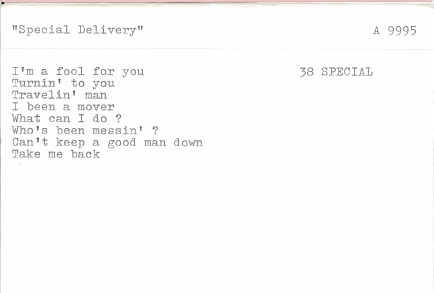 "Special Delivery" A 9995
I'm a fool for you 38 SPECIAL
Turnin' to you
Travelin' man
I been a mover
What can I do ?
Who's been messin' ?
Can't keep a good man down
Take me back